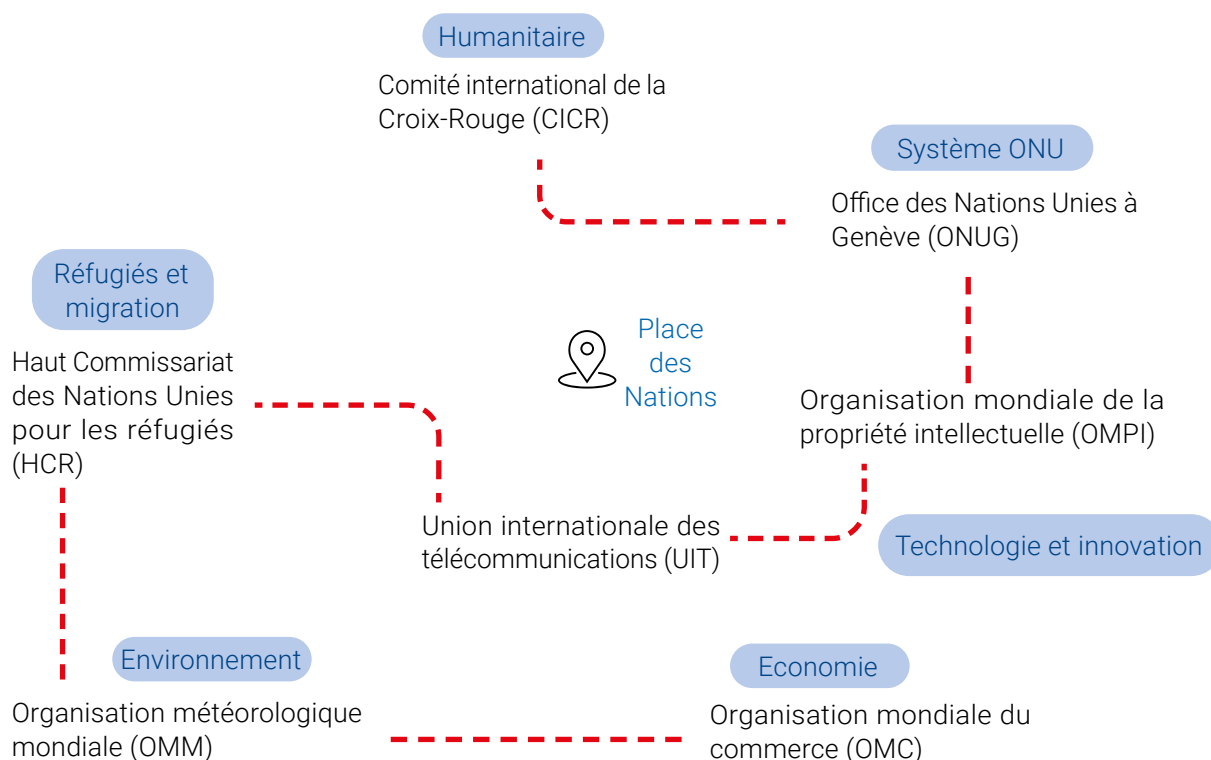 Humanitaire
Comité international de la
Croix-Rouge (CICR)
Système ONU
Office des Nations Unies à
Genève (ONUG)
Réfugiés et
migration
Haut Commissariat
des Nations Unies
pour les réfugiés
(HCR)
Place
des
Nations
Organisation mondiale de la
propriété intellectuelle (OMPI)
Union internationale des
télécommunications (UIT)
Technologie et innovation
Environnement
Organisation météorologique
mondiale (OMM)
Economie
Organisation mondiale du
commerce (OMC)